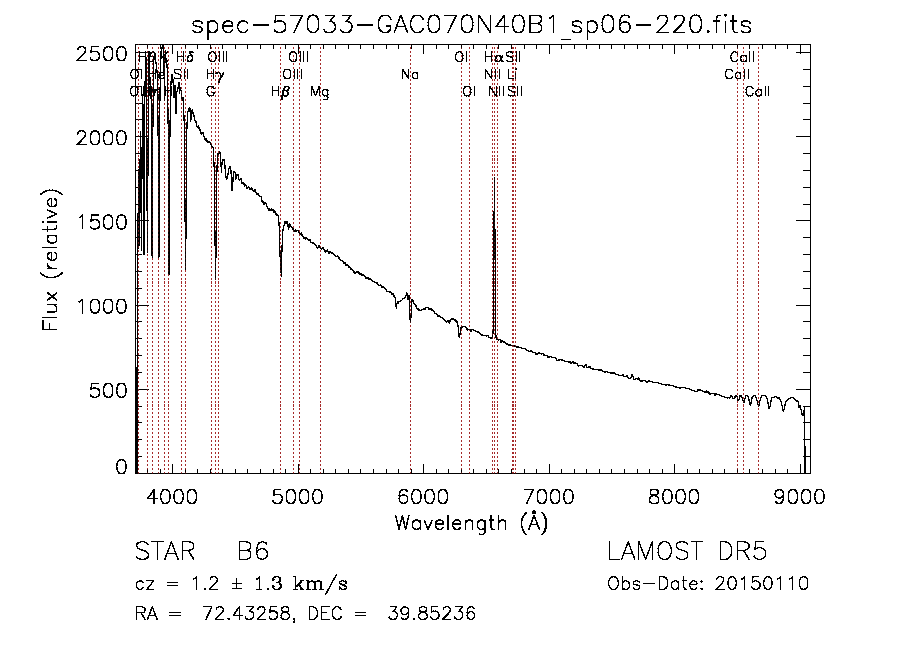 spec-57033-GAC070N40B1_sp06-220.fits
Hδ OIII OIII OI Hα SII CaII
SII Hγ OIII Na NII Li CaII
G Hβ Mg OI NII SII CaII
2500
2000
1500
1000
500
0
Flux (relative)
4000 5000 6000 7000 8000 9000
Wavelength (Å)
STAR B6 LAMOST DR5
cz = 1.2 ± 1.3 km/s Obs-Date: 20150110
RA = 72.43258, DEC = 39.85236